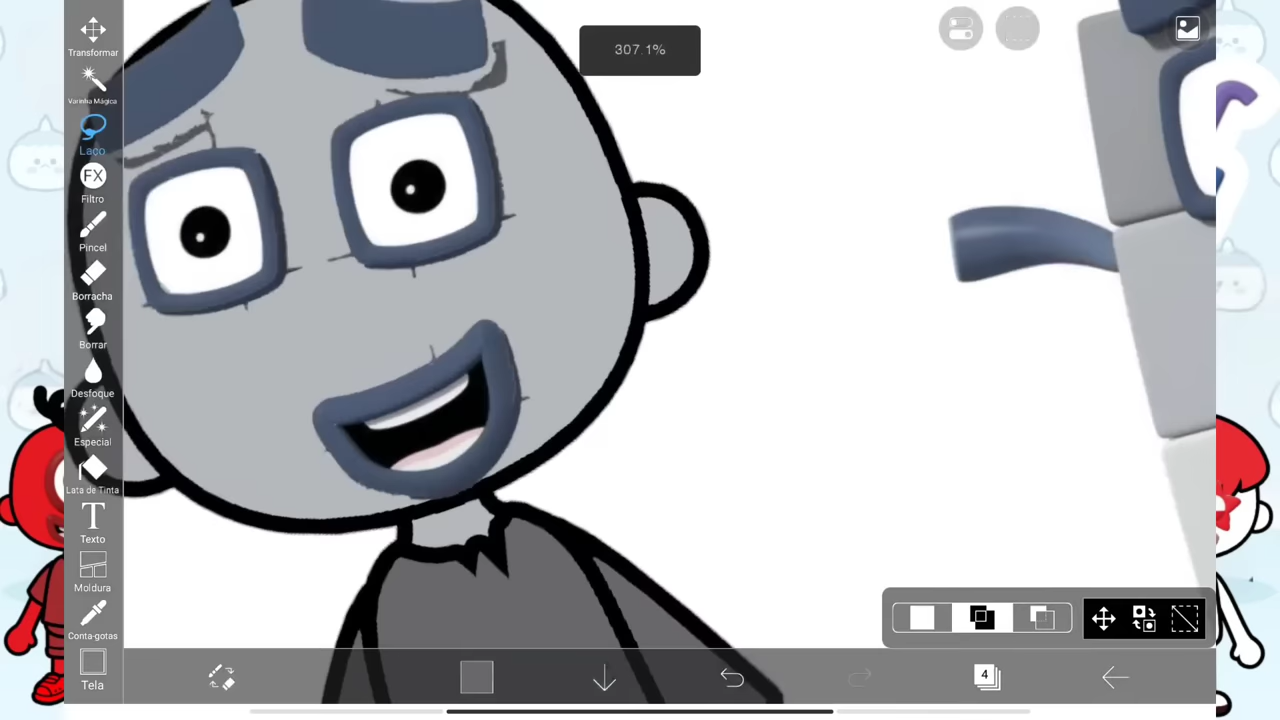 307.1%
Transformar
Varinha Mágica
Laço
FX
Filtro
Pincel
Borracha
Borrar
Desfoque
Especial
Lata de Tinta
T
Texto
Moldura
Conta-gotas
Tela
4